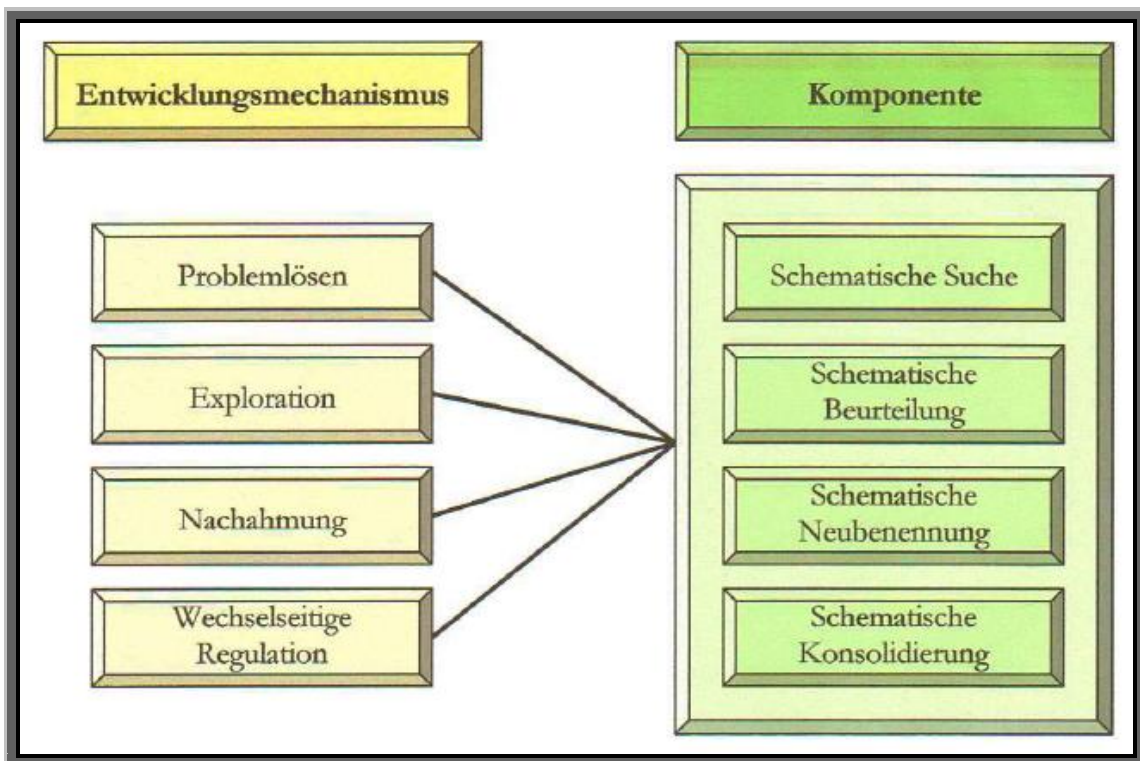 Entwicklungsmechanismus
Komponente
Problemlösen
Exploration
Nachahmung
Wechselseitige
Regulation
Schematische Suche
Schematische
Beurteilung
Schematische
Neubenennung
Schematische
Konsolidierung